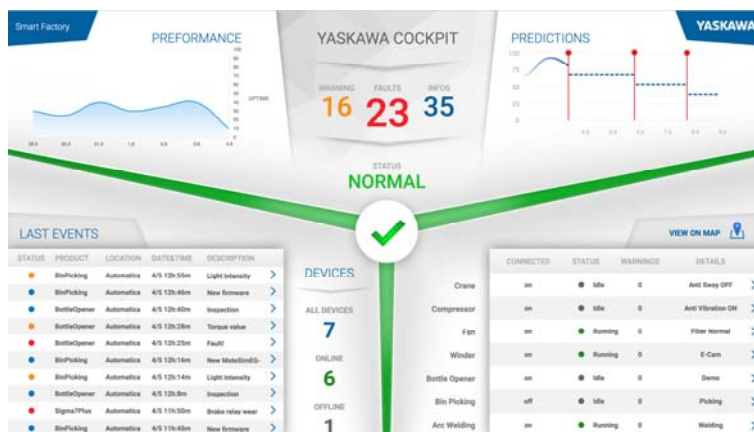 Smart Factory
PREFORMANCE
YASKAWA COCKPIT
PREDICTIONS
YASKAWA
WARNING
FAULTS
INFOS
16
23
35
UPTIME
100
75
50
25
0
STATUS
NORMAL
LAST EVENTS
VIEW ON MAP
STATUS PRODUCT LOCATION DATE&TIME DESCRIPTION
BinPicking Automatica 4/5 12h:55m Light Intensity
BinPicking Automatica 4/5 12h:46m New firmware
BottleOpener Automatica 4/5 12h:40m Inspection
BottleOpener Automatica 4/5 12h:28m Torque value
BottleOpener Automatica 4/5 12h:25m Fault!
BinPicking Automatica 4/5 12h:16m New MotoSimEG-
BinPicking Automatica 4/5 12h:14m Light Intensity
BottleOpener Automatica 4/5 12h:8m Inspection
Sigma7Plus Automatica 4/5 11h:50m Brake relay wear
BinPicking Automatica 4/5 11h:45m New firmware
DEVICES
ALL DEVICES
7
ONLINE
6
OFFLINE
1
CONNECTED STATUS WARNINGS DETAILS
Crane on Idle 0 Anti Sway OFF
Compressor on Idle 0 Anti Vibration ON
Fan on Running 0 Filter Normal
Winder on Running 0 E-Cam
Bottle Opener on Idle 0 Demo
Bin Picking off Idle 0 Picking
Arc Welding on Running 0 Welding